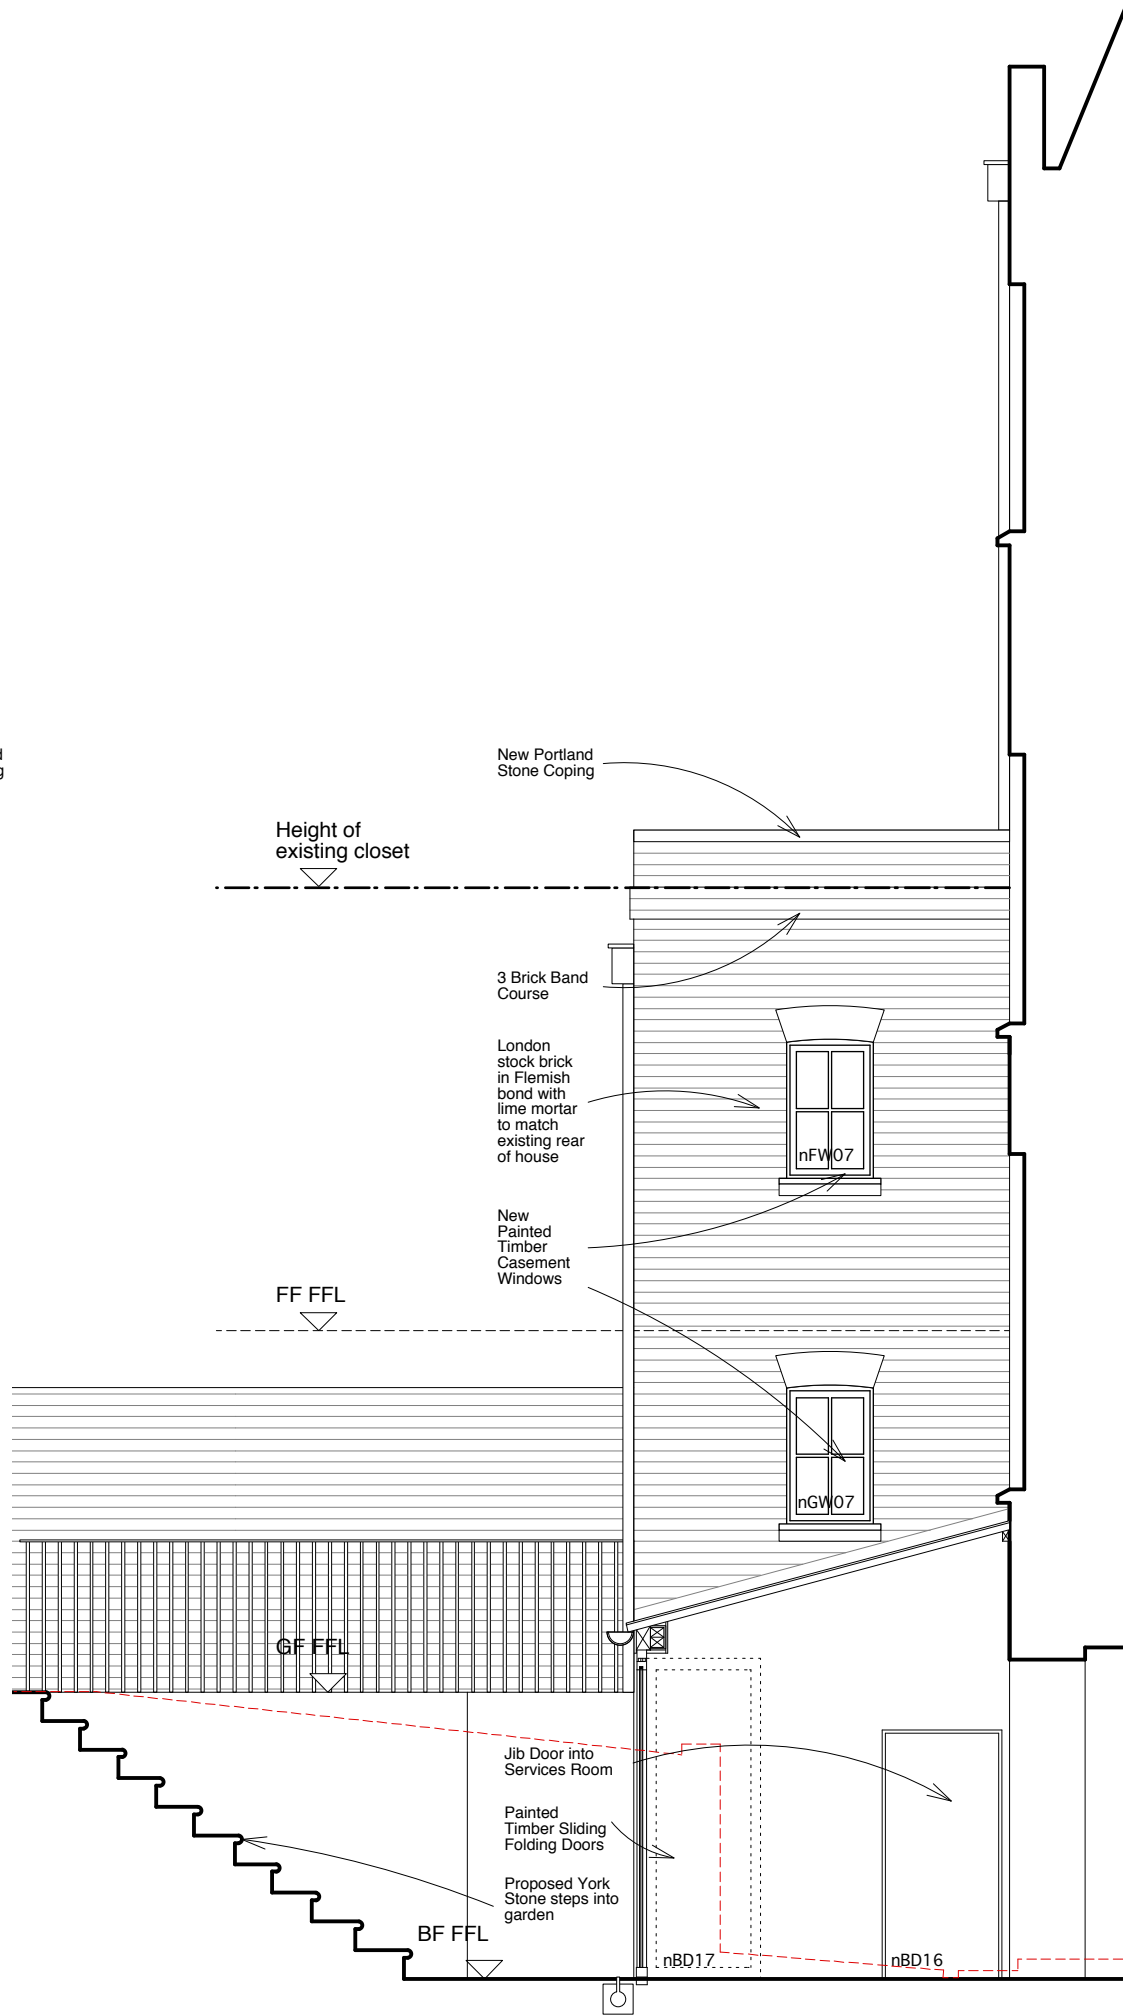 New Portland
Stone Coping
Height of
existing closet
3 Brick Band
Course
London
stock brick
in Flemish
bond with
lime mortar
to match
existing rear
of house
nFW07
New
Painted
Timber
Casement
Windows
FF FFL
nGW07
GF FFL
Jib Door into
Services Room
Painted
Timber Sliding
Folding Doors
Proposed York
Stone steps into
garden
BF FFL
nBD17
nBD16